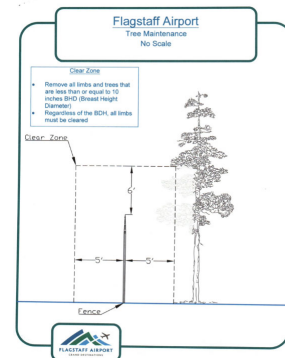 Flagstaff Airport
Tree Maintenance
No Scale
Clear Zone
• Remove all limbs and trees that
are less than or equal to 10
inches BHD (Breast Height
Diameter)
• Regardless of the BDH, all limbs
must be cleared
Clear Zone
6'
5'
5'
Fence
FLAGSTAFF AIRPORT